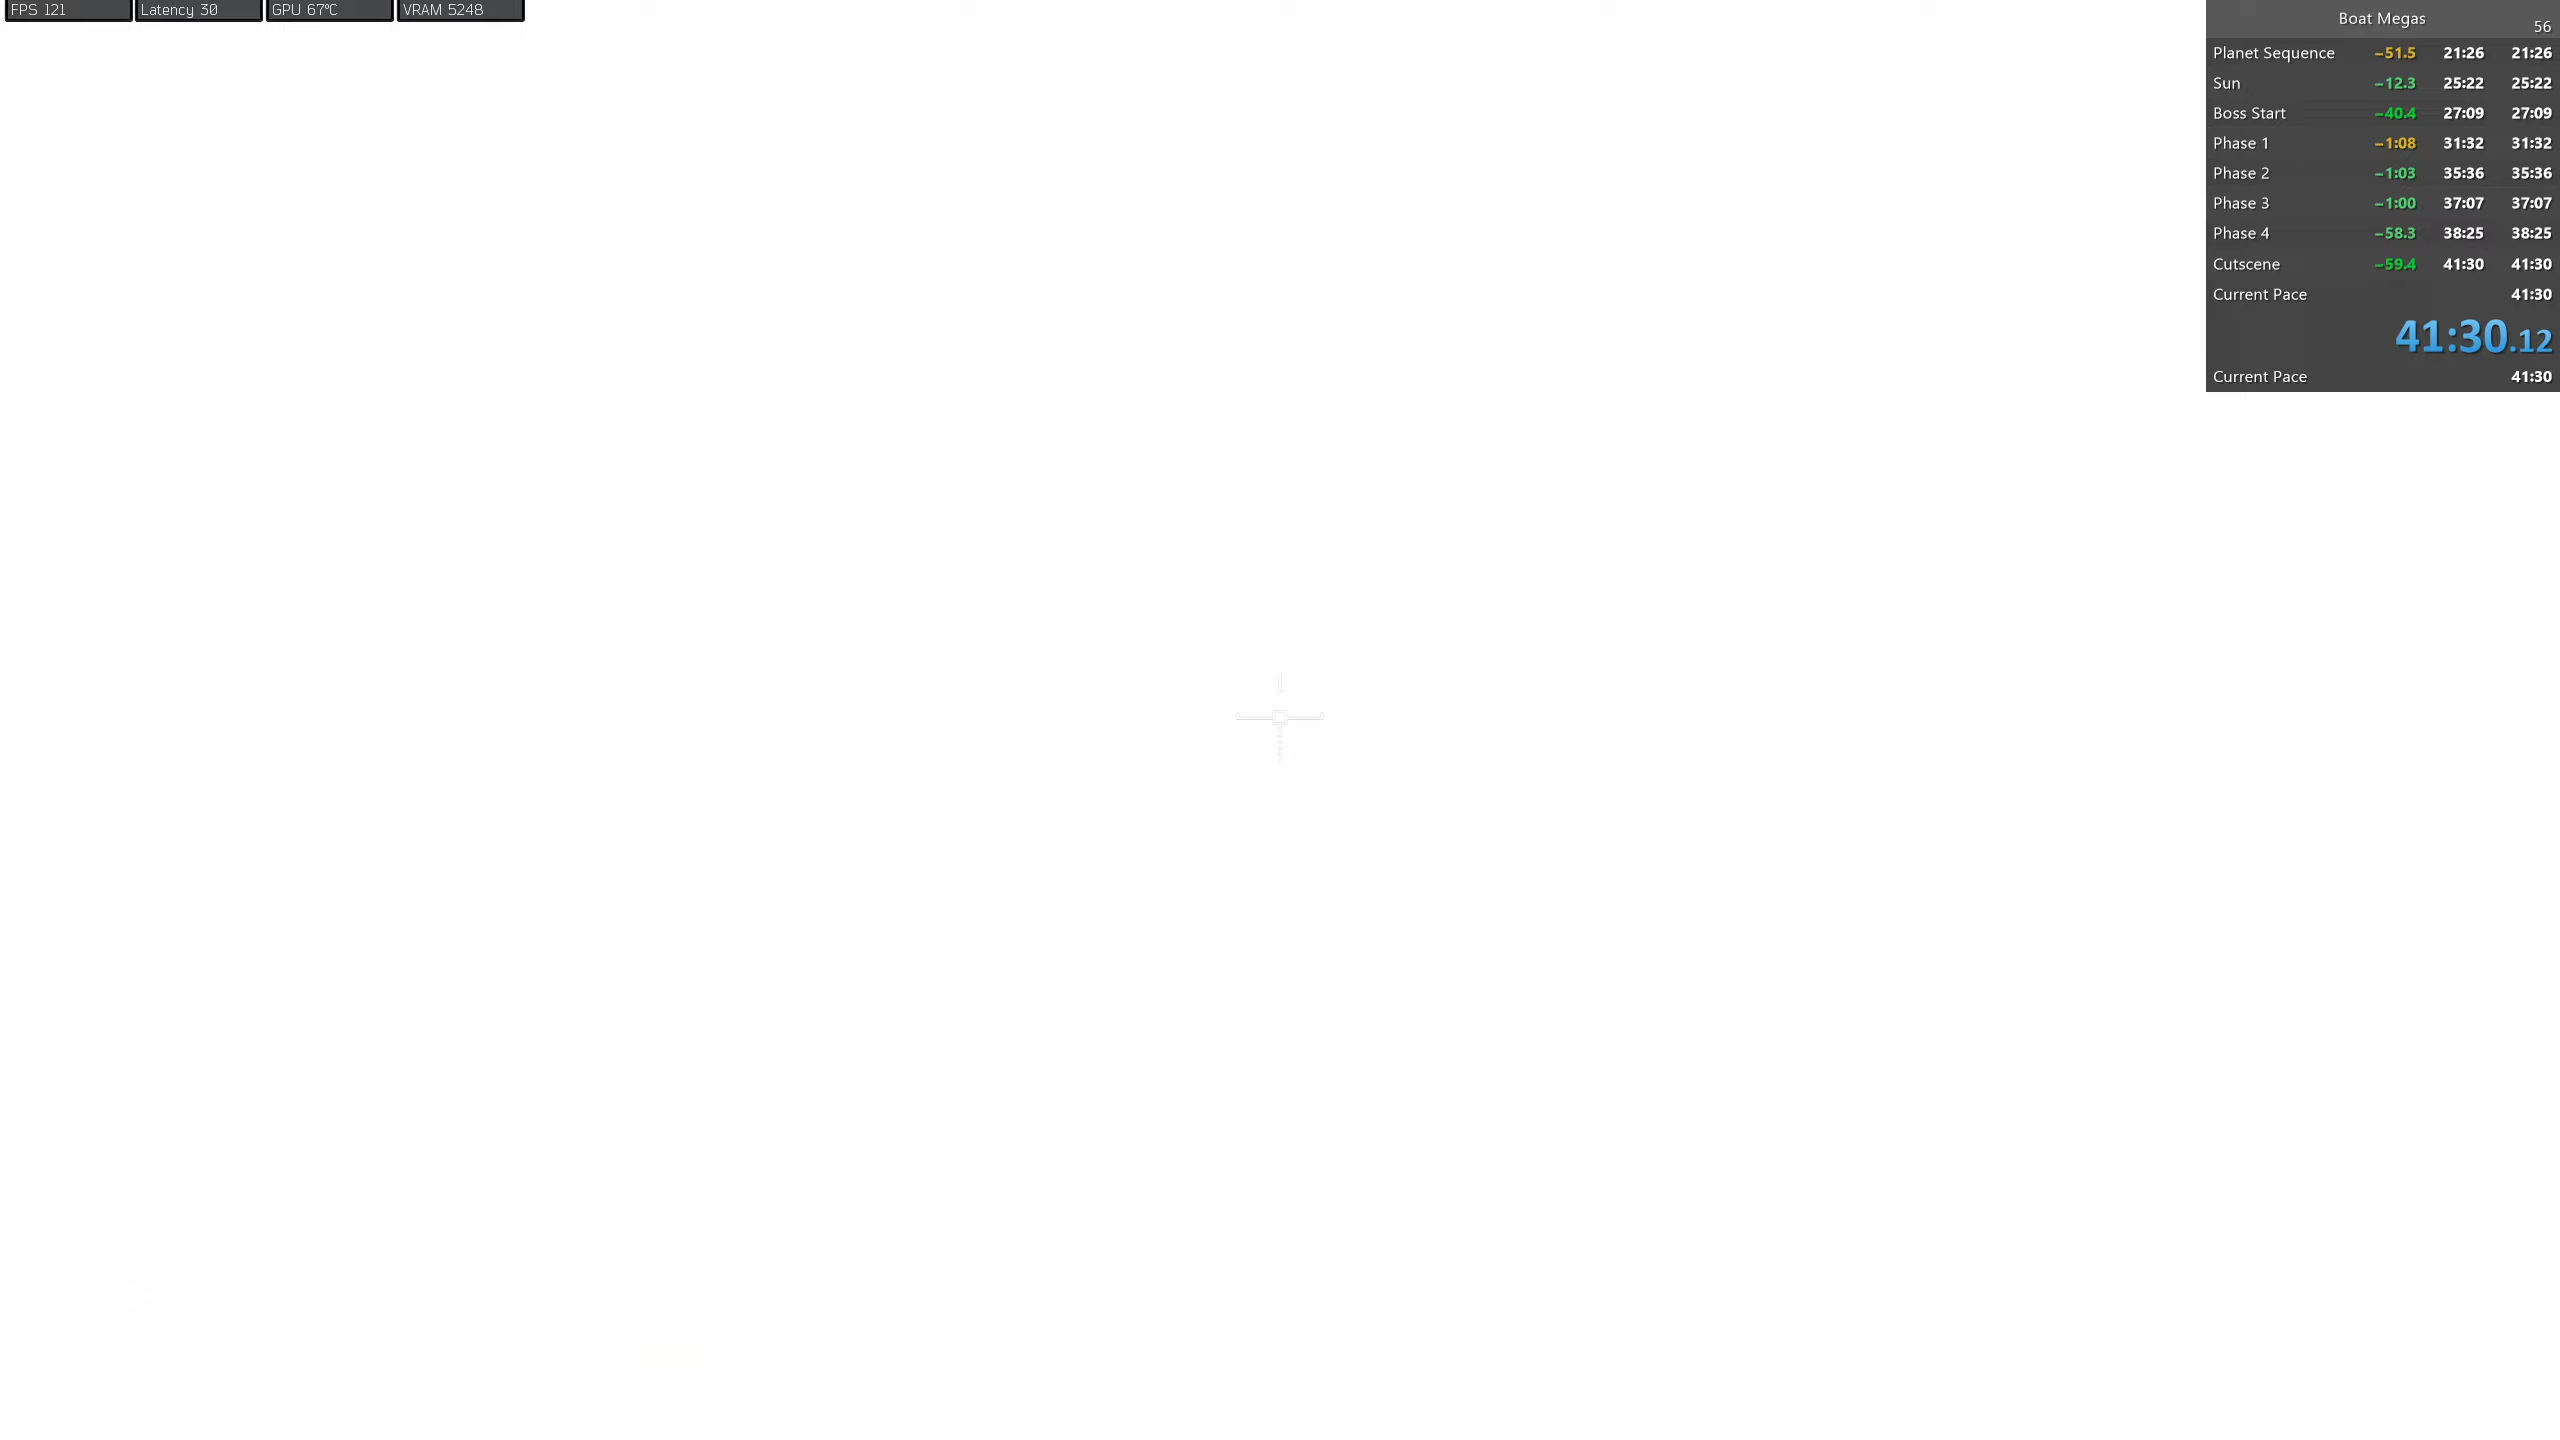 FPS 121 Latency 30 GPU 67°C VRAM 5248
Boat Megas
56
Planet Sequence −51.5 21:26 21:26
Sun −12.3 25:22 25:22
Boss Start −40.4 27:09 27:09
Phase 1 −1:08 31:32 31:32
Phase 2 −1:03 35:36 35:36
Phase 3 −1:00 37:07 37:07
Phase 4 −58.3 38:25 38:25
Cutscene −59.4 41:30 41:30
Current Pace 41:30
41:30.12
Current Pace 41:30